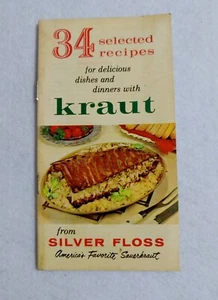 34 selected
recipes
for delicious
dishes and
dinners with
kraut
from
SILVER FLOSS
America's Favorite Sauerkraut